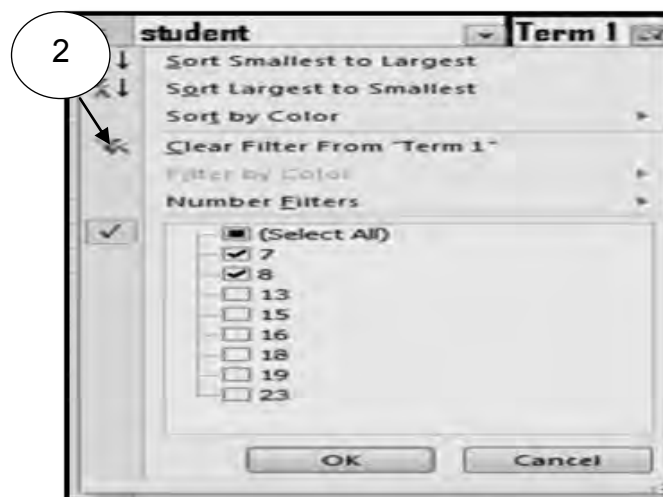 2
student Term 1
Sort Smallest to Largest
Sort Largest to Smallest
Sort by Color
Clear Filter From "Term 1"
Filter by Color
Number Filters
(Select All)
7
8
13
15
16
18
19
23
OK Cancel